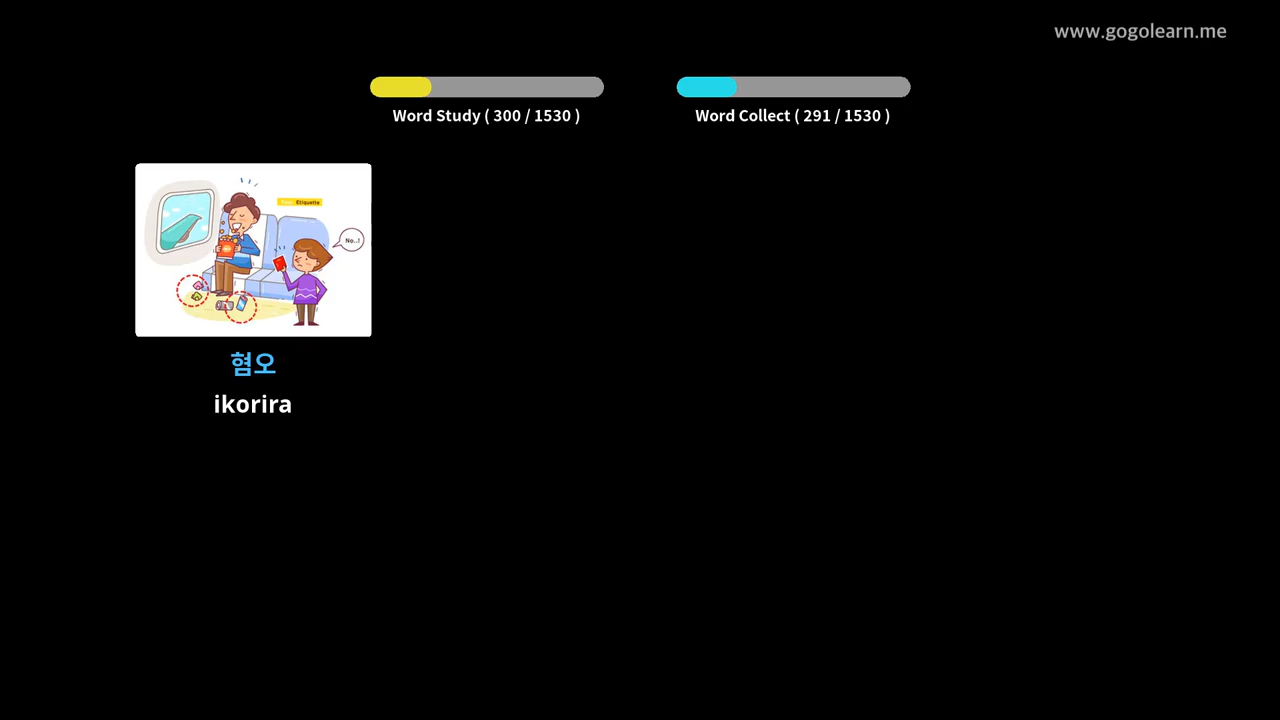 www.gogolearn.me
Word Study ( 300 / 1530 )
Word Collect ( 291 / 1530 )
Etiquette
No..!
혐오
ikorira